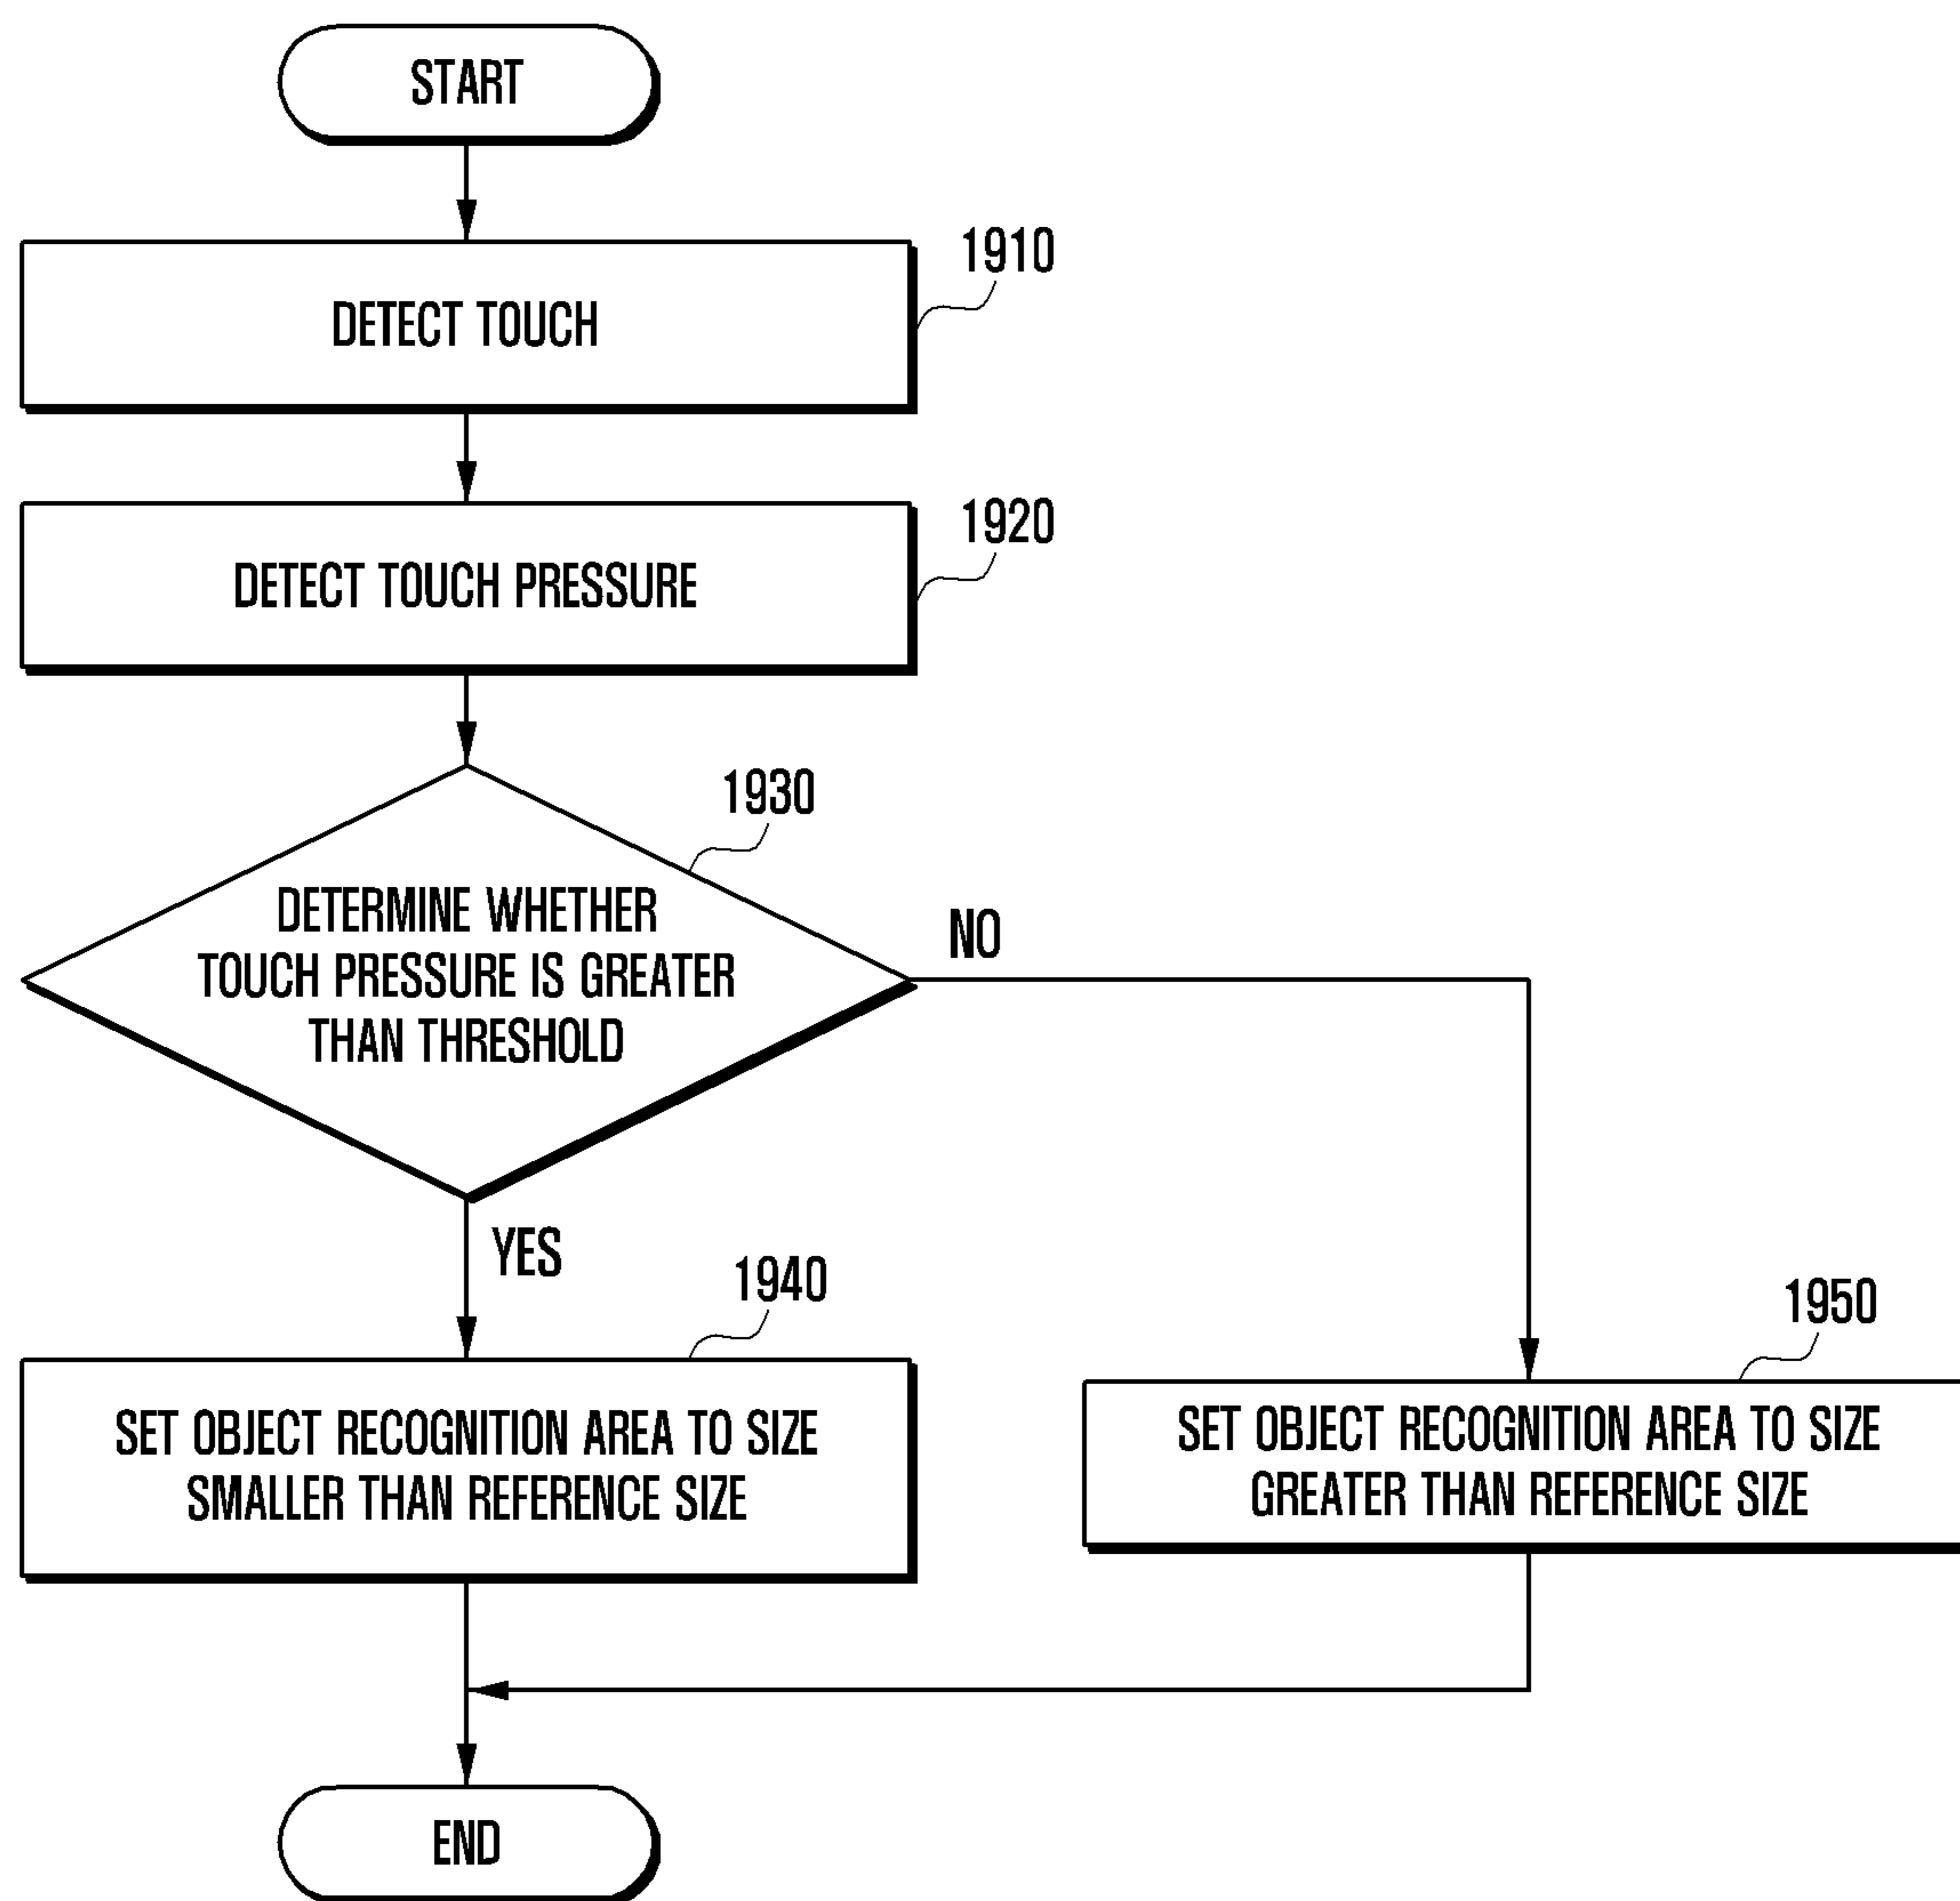 START
1910
DETECT TOUCH
1920
DETECT TOUCH PRESSURE
1930
DETERMINE WHETHER
TOUCH PRESSURE IS GREATER
THAN THRESHOLD
NO
YES
1940
SET OBJECT RECOGNITION AREA TO SIZE
SMALLER THAN REFERENCE SIZE
1950
SET OBJECT RECOGNITION AREA TO SIZE
GREATER THAN REFERENCE SIZE
END